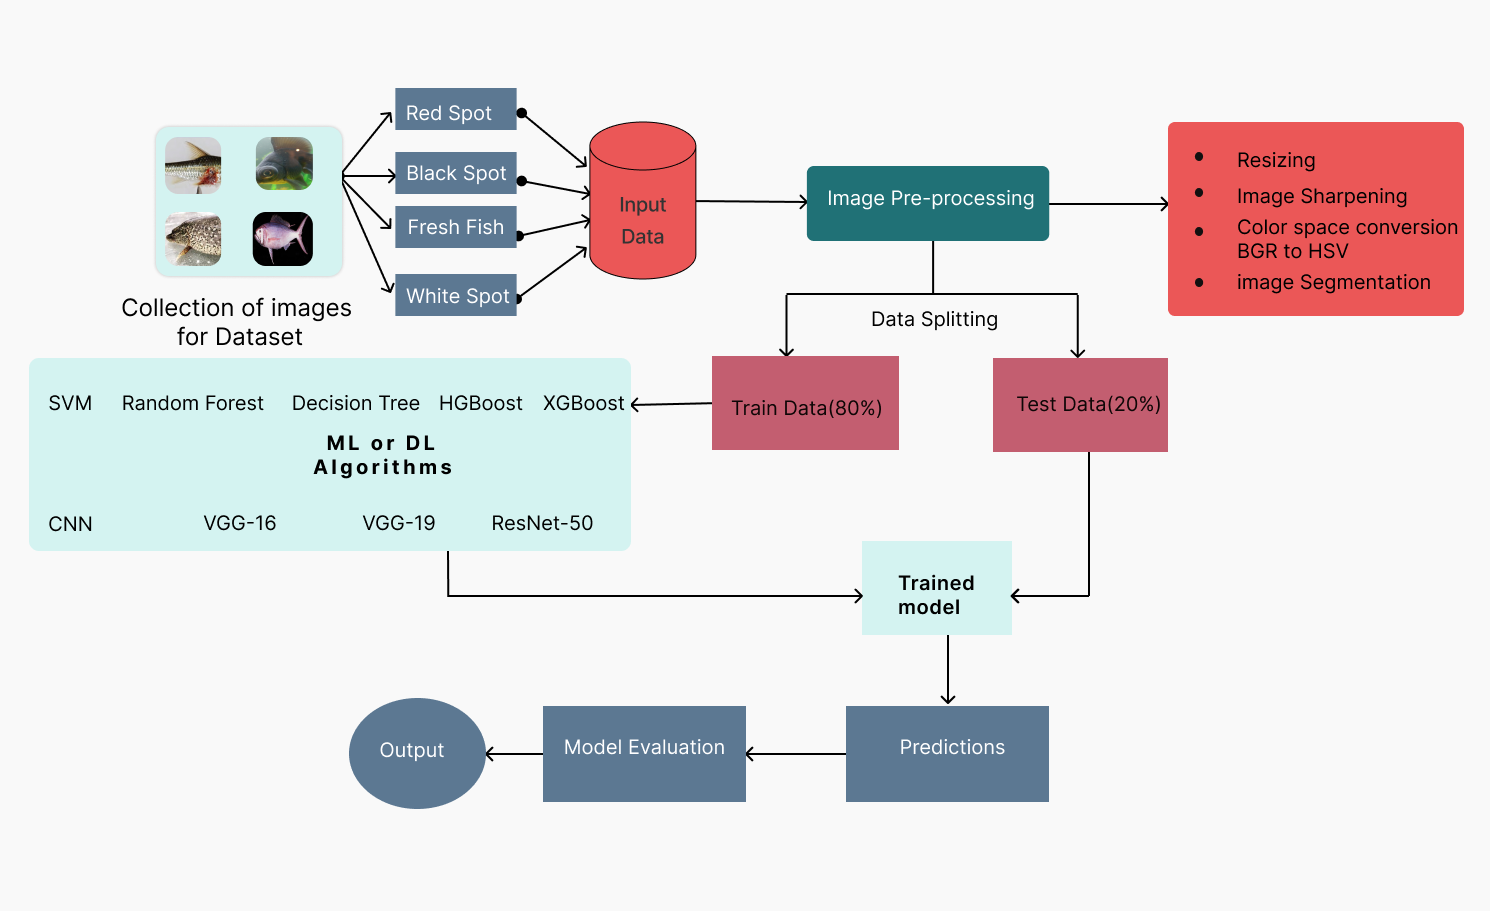 Red Spot
Black Spot
Fresh Fish
White Spot
Collection of images
for Dataset
Input
Data
Image Pre-processing
Resizing
Image Sharpening
Color space conversion
BGR to HSV
image Segmentation
Data Splitting
Train Data(80%)
Test Data(20%)
SVM Random Forest Decision Tree HGBoost XGBoost
ML or DL
Algorithms
CNN VGG-16 VGG-19 ResNet-50
Trained
model
Predictions
Model Evaluation
Output